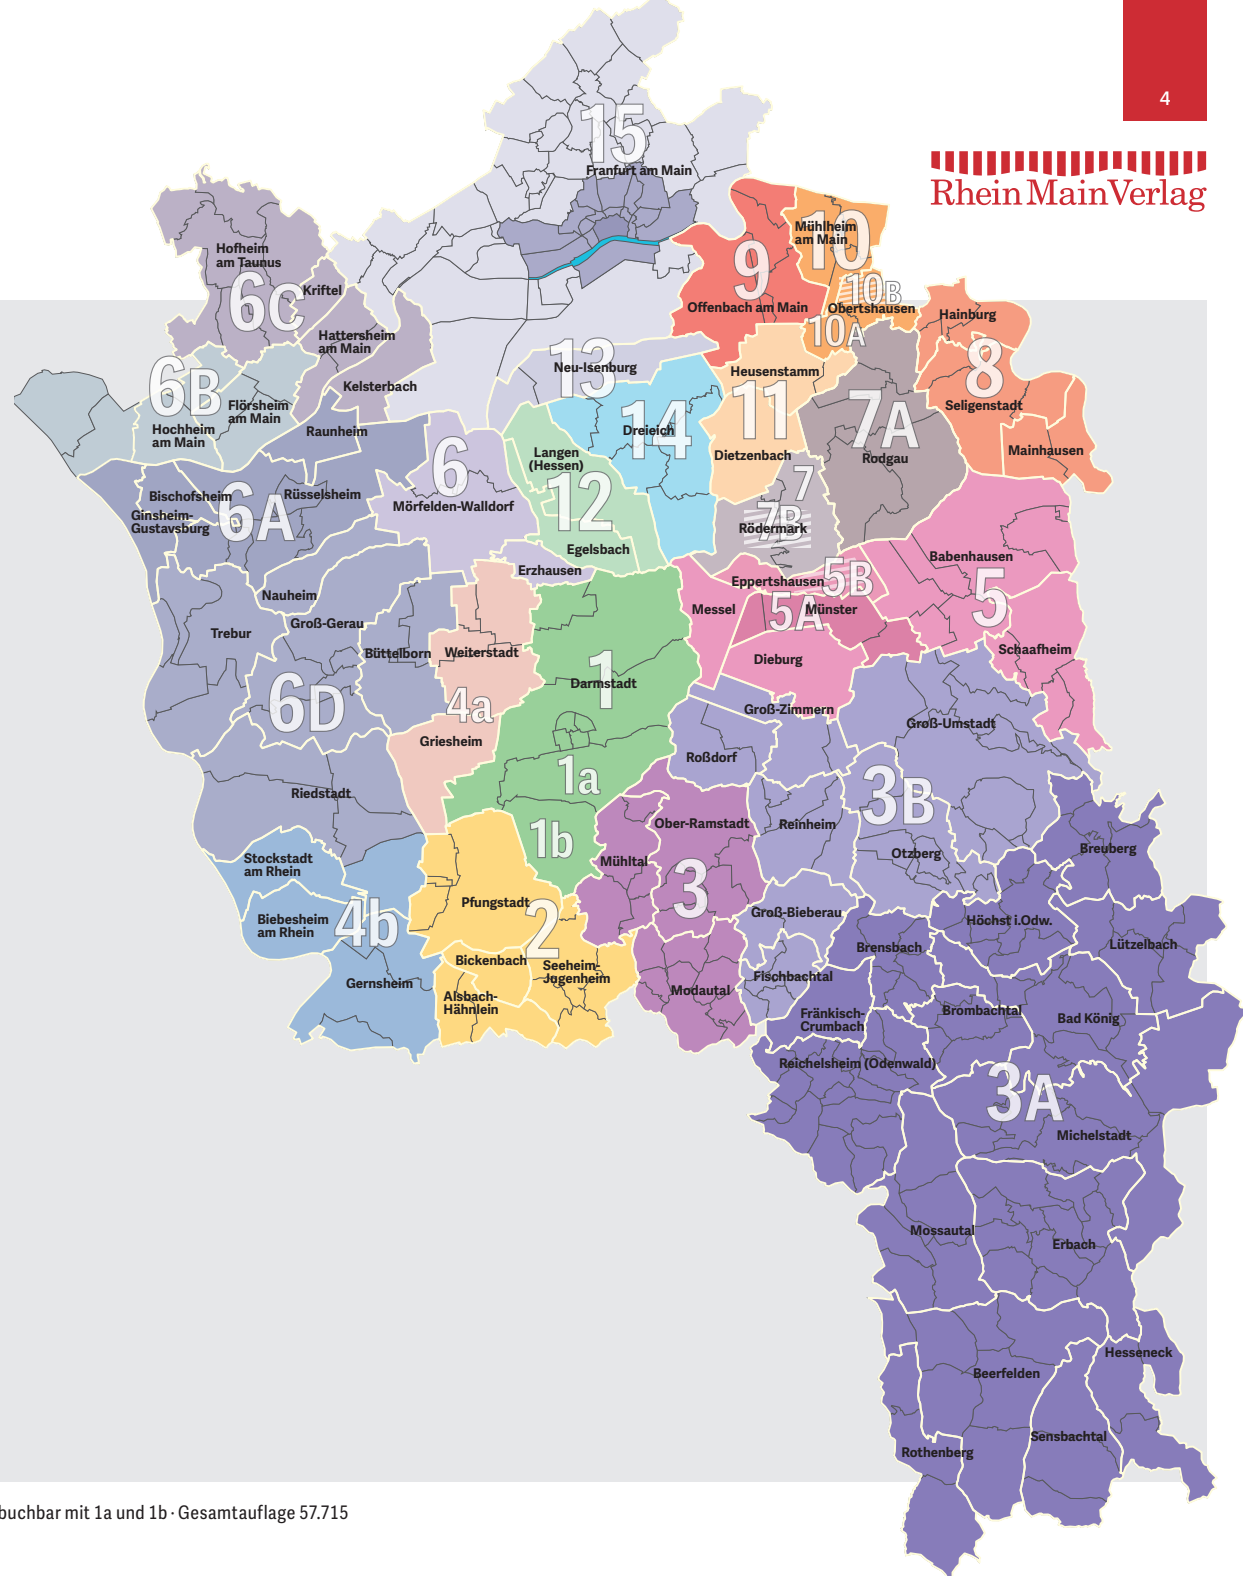 4
RheinMainVerlag
15
Franfurt am Main
10
Mühlheim
am Main
9
Offenbach am Main
10B
Obertshausen
10A
Hainburg
8
Seligenstadt
Mainhausen
Hofheim
am Taunus
6C
Kriftel
Hattersheim
am Main
Kelsterbach
6B
Flörsheim
am Main
Hochheim
am Main
13
Neu-Isenburg
14
Dreieich
Heusenstamm
11
Dietzenbach
7A
Rodgau
7
7B
Rödermark
Raunheim
6
Mörfelden-Walldorf
Langen
(Hessen)
12
Egelsbach
Erzhausen
Bischofsheim
Ginsheim-
Gustavsburg
6A
Rüsselsheim
Nauheim
Groß-Gerau
Trebur
Büttelborn
6D
Riedstadt
Weiterstadt
4a
Griesheim
1
Darmstadt
1a
1b
Babenhausen
5
Schaafheim
Eppertshausen
5B
Messel
5A
Münster
Dieburg
Groß-Zimmern
Groß-Umstadt
Roßdorf
3B
Reinheim
Otzberg
Groß-Bieberau
Fischbachtal
Ober-Ramstadt
Mühltal
3
Modautal
Stockstadt
am Rhein
Biebesheim
am Rhein
4b
Gernsheim
Pfungstadt
2
Bickenbach
Seeheim-
Jugenheim
Alsbach-
Hähnlein
Breuberg
Höchst i.Odw.
Lützelbach
Brensbach
Fränkisch-
Crumbach
Brombachtal
Bad König
Reichelsheim (Odenwald)
3A
Michelstadt
Mossautal
Erbach
Hesseneck
Beerfelden
Sensbachtal
Rothenberg
buchbar mit 1a und 1b · Gesamtauflage 57.715